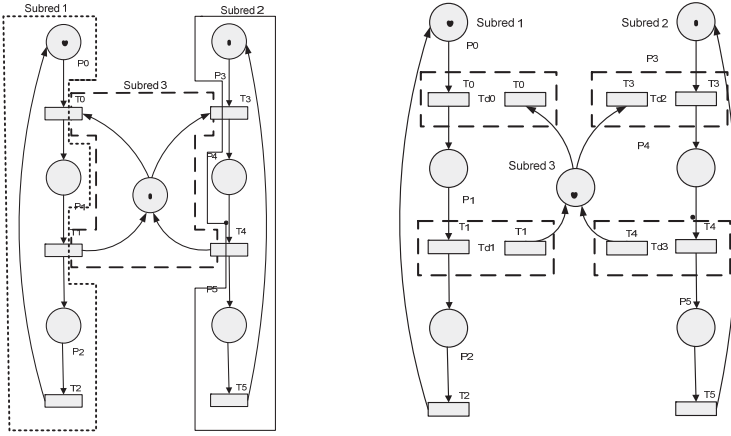 Subred 1
Subred 2
P0
P3
Subred 3
T0
T3
P4
P1
T1
T4
P5
P2
T2
T5
Subred 1
Subred 2
P0
P3
T0
T0
T3
T3
Td0
Td2
P4
Subred 3
P1
T1
T1
T4
T4
Td1
Td3
P5
P2
T2
T5